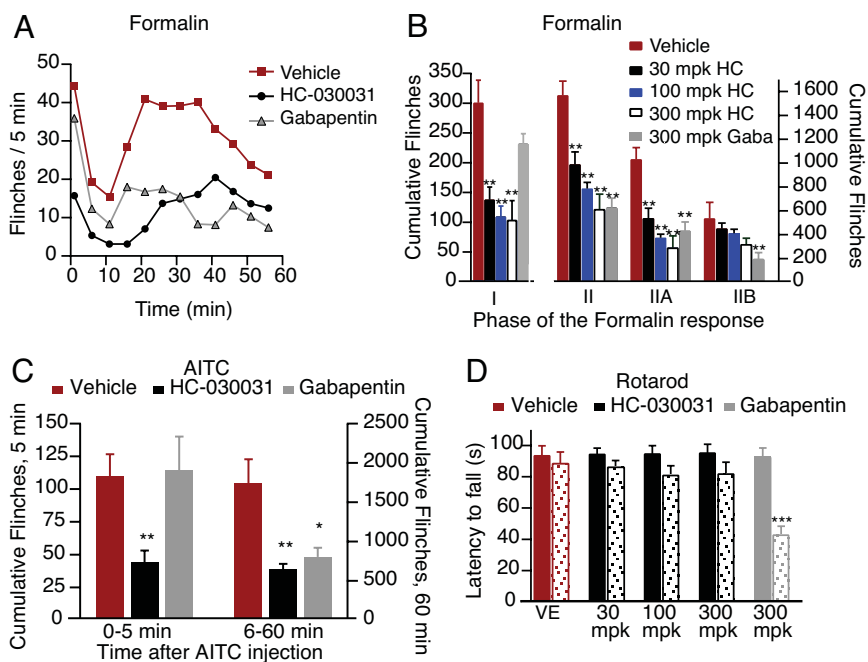 A
Formalin
Flinches / 5 min
50
40
30
20
10
0
0
10
20
30
40
50
60
Time (min)
Vehicle
HC-030031
Gabapentin
B
Formalin
Cumulative Flinches
350
300
250
200
150
100
50
0
Vehicle
30 mpk HC
100 mpk HC
300 mpk HC
300 mpk Gaba
1600
1400
1200
1000
800
600
400
200
Cumulative Flinches
**
**
**
**
**
**
**
**
**
**
**
**
I
II
IIA
IIB
Phase of the Formalin response
C
AITC
Vehicle
HC-030031
Gabapentin
Cumulative Flinches, 5 min
150
125
100
75
50
25
0
2500
2000
1500
1000
500
0
Cumulative Flinches, 60 min
**
**
*
0-5 min
6-60 min
Time after AITC injection
D
Rotarod
Vehicle
HC-030031
Gabapentin
Latency to fall (s)
100
80
60
40
20
0
***
VE
30 mpk
100 mpk
300 mpk
300 mpk